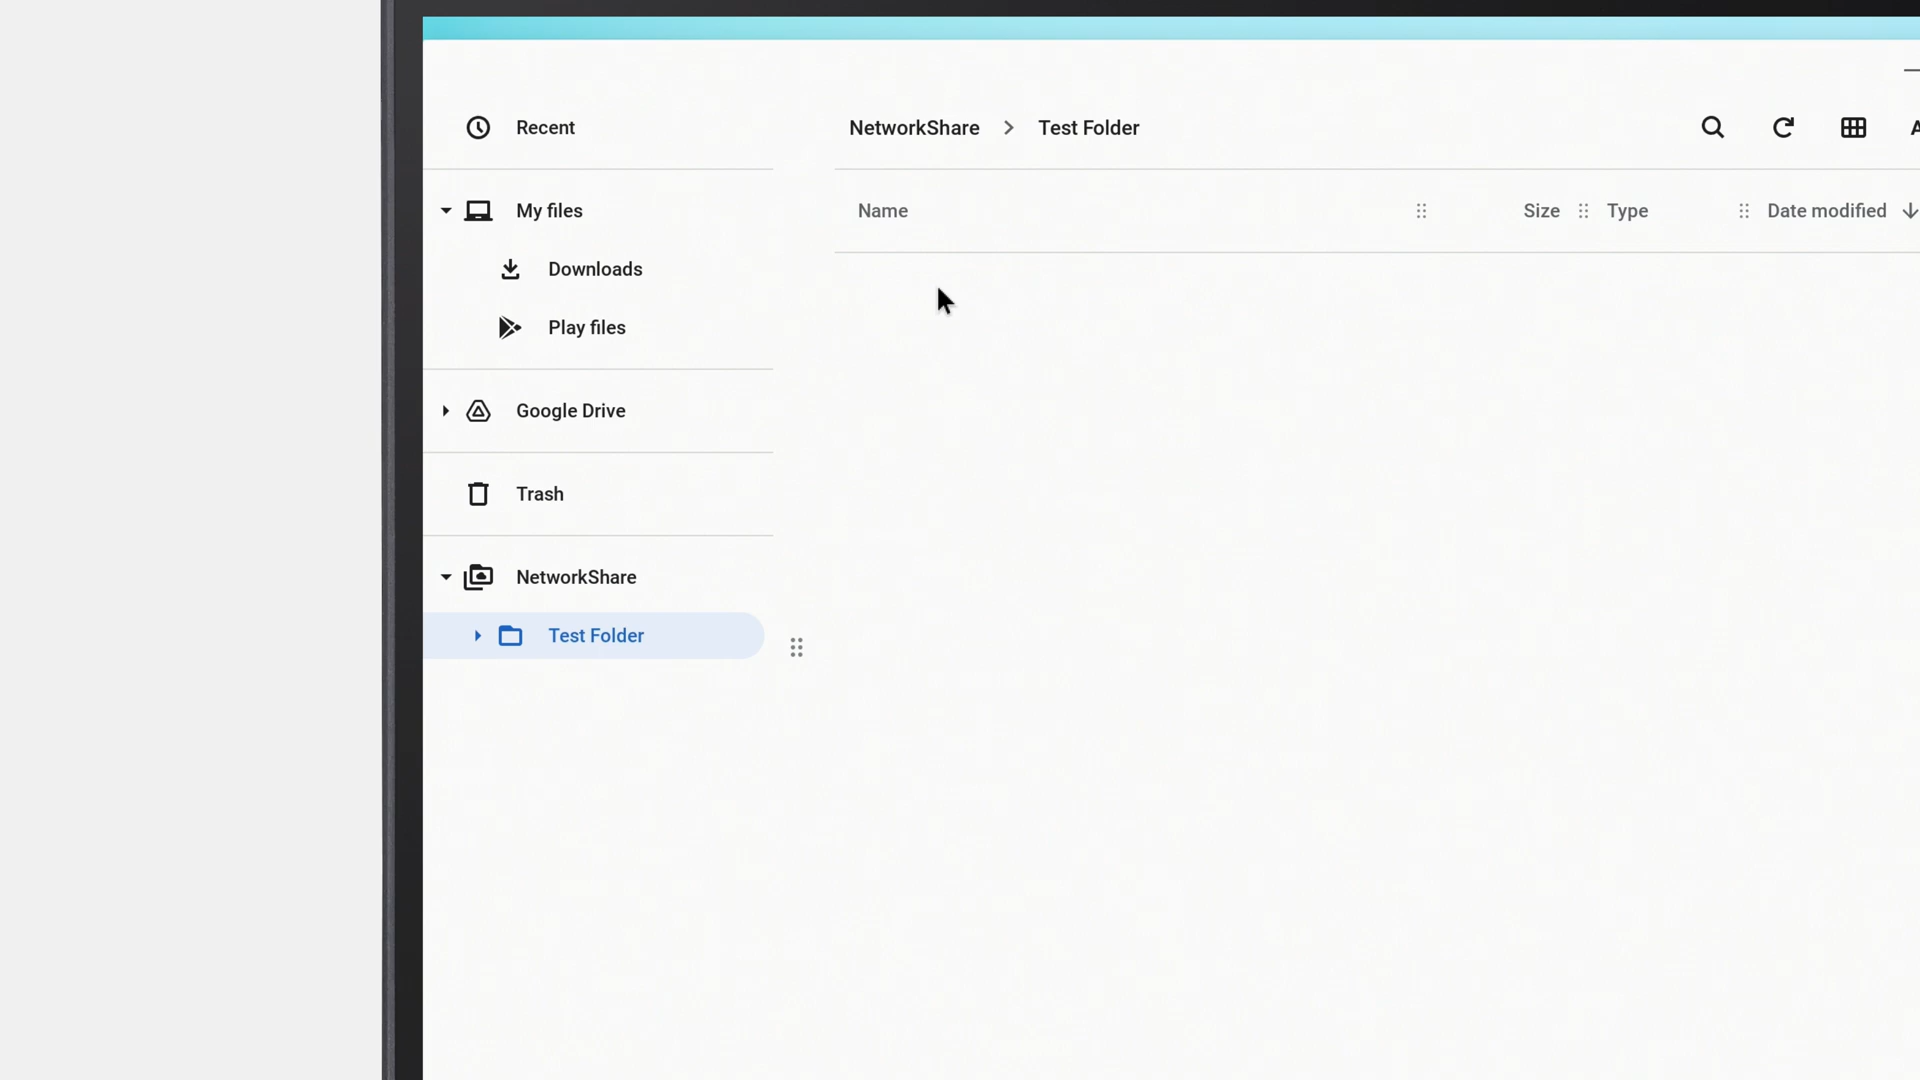 Recent
NetworkShare > Test Folder
My files
Name Size Type Date modified
Downloads
Play files
Google Drive
Trash
NetworkShare
Test Folder